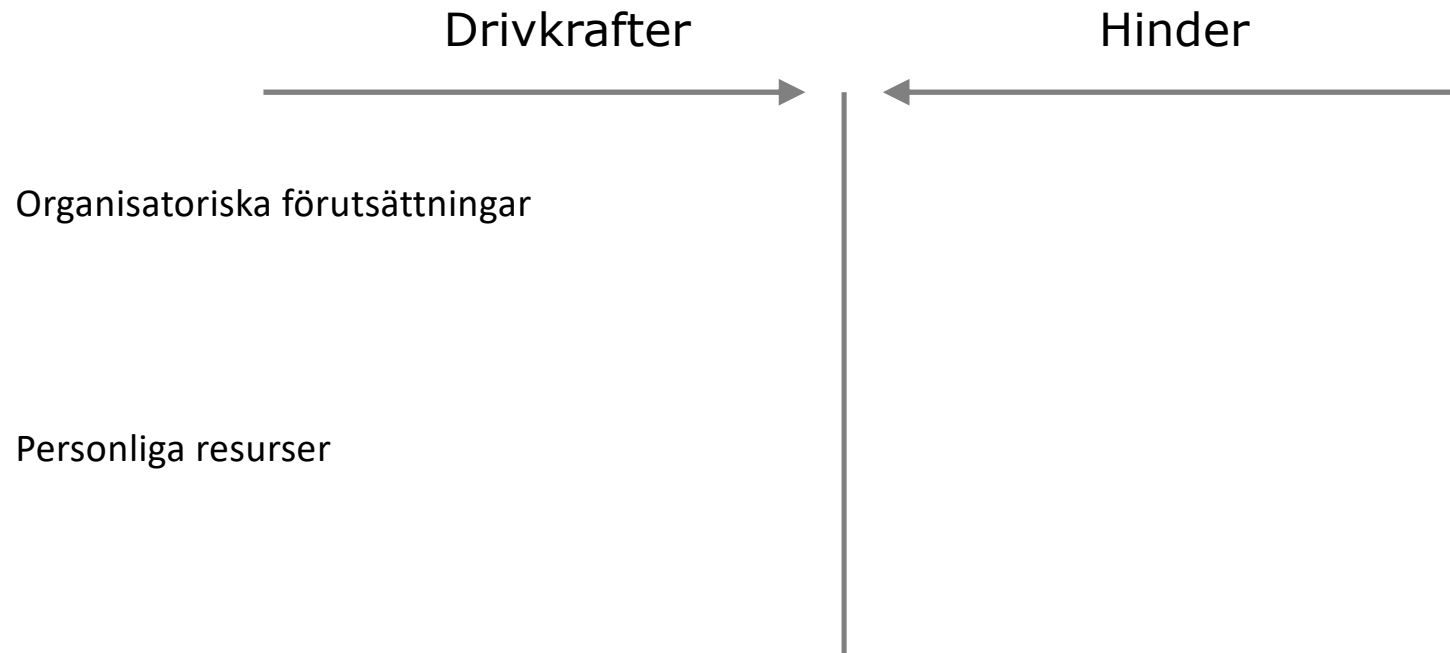 Drivkrafter
Hinder
Organisatoriska förutsättningar
Personliga resurser